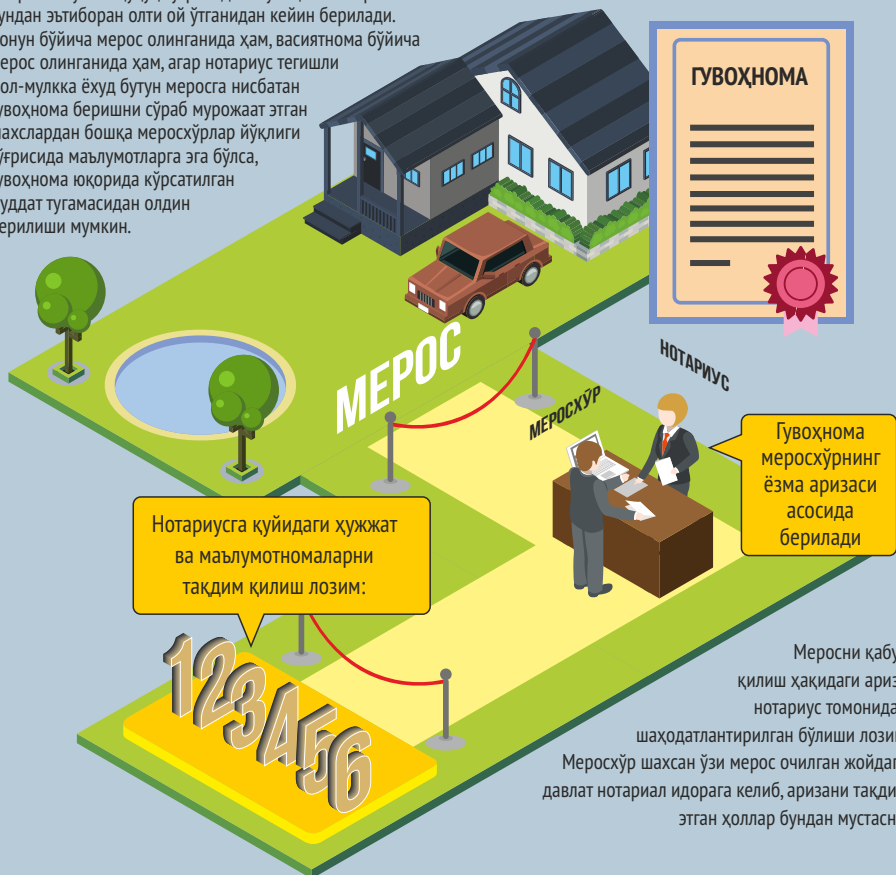 ундан эътиборан олти ой ўтганидан кейин берилади.
онун бўйича мерос олинганида ҳам, васиятнома бўйича
ерос олинганида ҳам, агар нотариус тегишли
ол-мулкка ёхуд бутун меросга нисбатан
увоҳнома беришни сўраб мурожаат этган
ахслардан бошқа меросхўрлар йўқлиги
ўғрисида маълумотларга эга бўлса,
увоҳнома юқорида кўрсатилган
уддат тугамасидан олдин
ерилиши мумкин.
ГУВОҲНОМА
МЕРОС
МЕРОСХЎР
НОТАРИУС
Гувоҳнома
меросхўрнинг
ёзма аризаси
асосида
берилади
Нотариусга қуйидаги ҳужжат
ва маълумотномаларни
тақдим қилиш лозим:
123456
Меросни қабу
қилиш ҳақидаги ариз
нотариус томонида
шаҳодатлантирилган бўлиши лози
Меросхўр шахсан ўзи мерос очилган жойдаг
давлат нотариал идорага келиб, аризани тақди
этган ҳоллар бундан мустасн